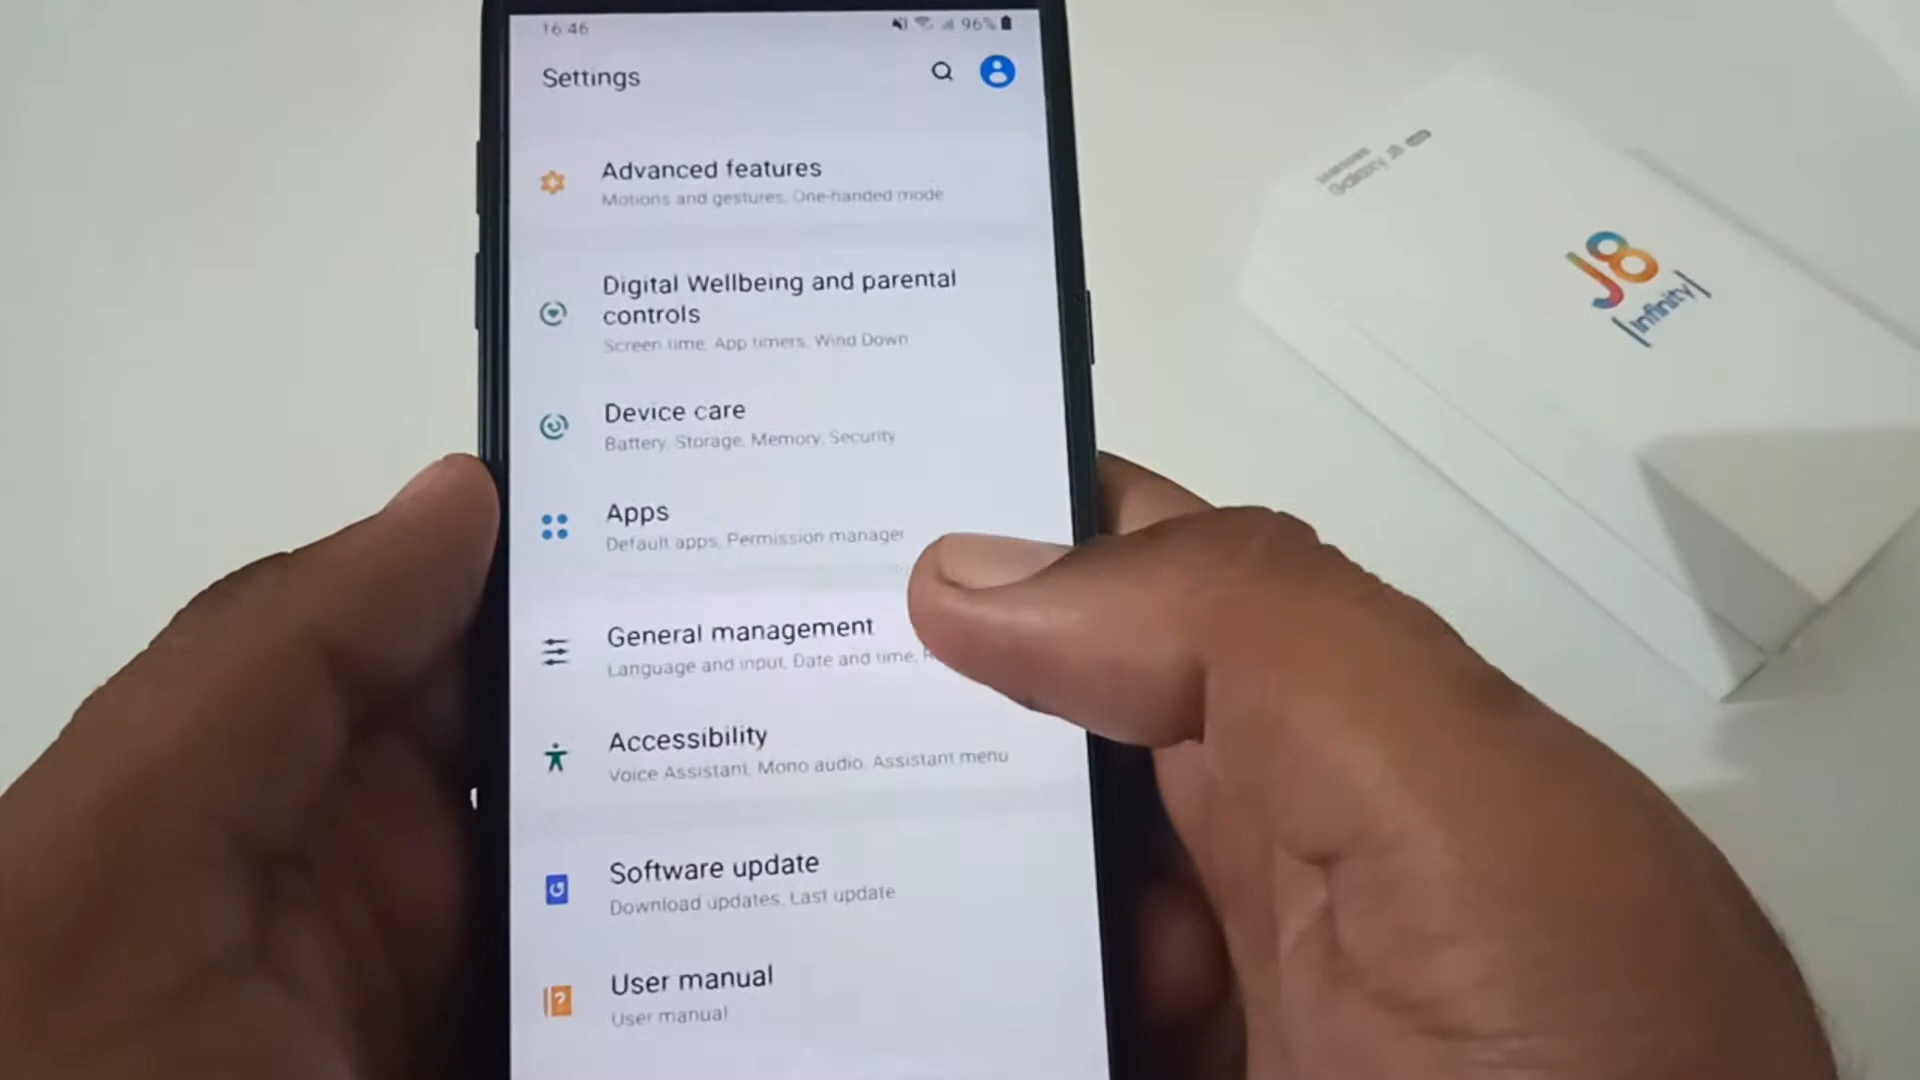 16:46
96%
Settings
Advanced features
Motions and gestures, One-handed mode
Digital Wellbeing and parental
controls
Screen time, App timers, Wind Down
Device care
Battery, Storage, Memory, Security
Apps
Default apps, Permission manager
General management
Language and input, Date and time,
Accessibility
Voice Assistant, Mono audio, Assistant menu
Software update
Download updates, Last update
User manual
User manual
SAMSUNG
Galaxy J8
J8
Infinity